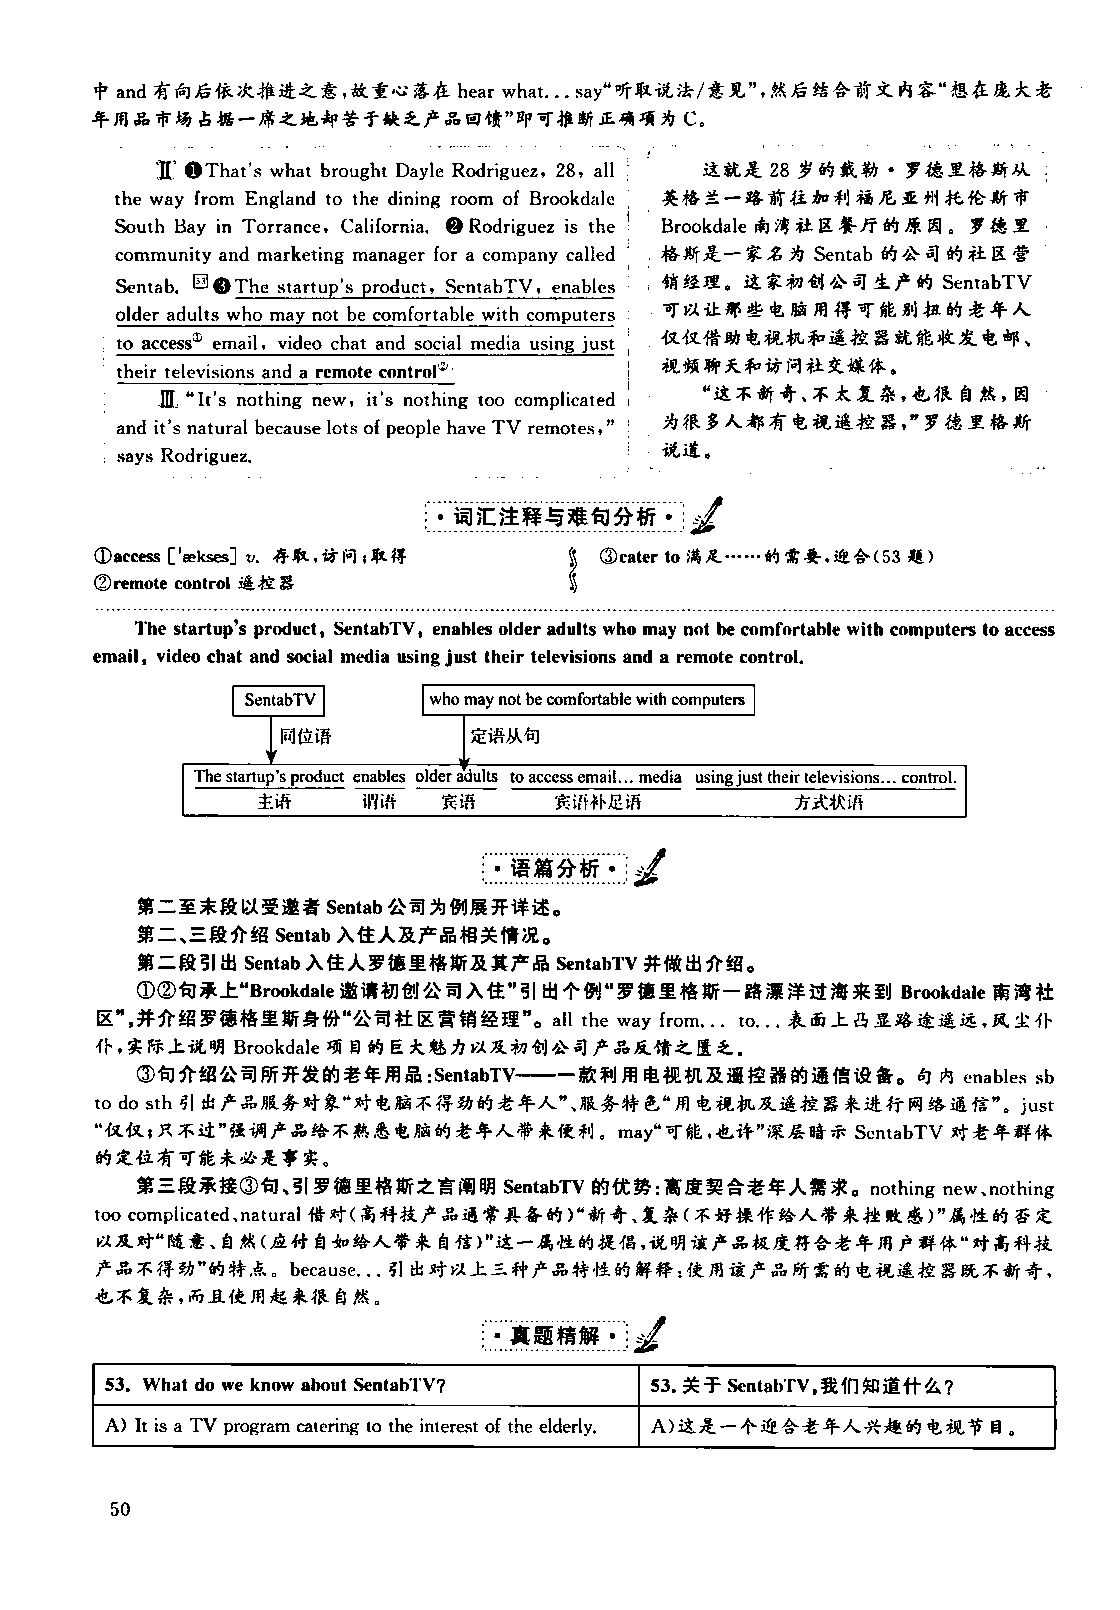 中 and 有向后依次推进之意,故重心落在 hear what... say“听取说法/意见”,然后结合前文内容“想在庞大老
年用品市场占据一席之地却苦于缺乏产品回馈”即可推断正确项为 C。
Ⅱ ❶That's what brought Dayle Rodriguez, 28, all
the way from England to the dining room of Brookdale
South Bay in Torrance, California. ❷Rodriguez is the
community and marketing manager for a company called
Sentab. 53 ❸The startup's product, SentabTV, enables
older adults who may not be comfortable with computers
to access① email, video chat and social media using just
their televisions and a remote control②.
Ⅲ. “It's nothing new, it's nothing too complicated
and it's natural because lots of people have TV remotes,”
says Rodriguez.
这就是 28 岁的戴勒·罗德里格斯从
英格兰一路前往加利福尼亚州托伦斯市
Brookdale 南湾社区餐厅的原因。罗德里
格斯是一家名为 Sentab 的公司的社区营
销经理。这家初创公司生产的 SentabTV
可以让那些电脑用得可能别扭的老年人
仅仅借助电视机和遥控器就能收发电邮、
视频聊天和访问社交媒体。
“这不新奇、不太复杂,也很自然,因
为很多人都有电视遥控器,”罗德里格斯
说道。
·词汇注释与难句分析·
①access ['ækses] v. 存取,访问;取得
②remote control 遥控器
③cater to 满足……的需要,迎合(53 题)
The startup's product, SentabTV, enables older adults who may not be comfortable with computers to access
email, video chat and social media using just their televisions and a remote control.
SentabTV who may not be comfortable with computers
同位语 定语从句
The startup's product enables older adults to access email... media using just their televisions... control.
主语 谓语 宾语 宾语补足语 方式状语
·语篇分析·
第二至末段以受邀者 Sentab 公司为例展开详述。
第二、三段介绍 Sentab 入住人及产品相关情况。
第二段引出 Sentab 入住人罗德里格斯及其产品 SentabTV 并做出介绍。
①②句承上“Brookdale 邀请初创公司入住”引出个例“罗德里格斯一路漂洋过海来到 Brookdale 南湾社
区”,并介绍罗德格里斯身份“公司社区营销经理”。all the way from... to... 表面上凸显路途遥远,风尘仆
仆,实际上说明 Brookdale 项目的巨大魅力以及初创公司产品反馈之匮乏。
③句介绍公司所开发的老年用品:SentabTV——一款利用电视机及遥控器的通信设备。句内 enables sb
to do sth 引出产品服务对象“对电脑不得劲的老年人”、服务特色“用电视机及遥控器来进行网络通信”。just
“仅仅;只不过”强调产品给不熟悉电脑的老年人带来便利。may“可能,也许”深层暗示 SentabTV 对老年群体
的定位有可能未必是事实。
第三段承接③句、引罗德里格斯之言阐明 SentabTV 的优势:高度契合老年人需求。nothing new、nothing
too complicated、natural 借对(高科技产品通常具备的)“新奇、复杂(不好操作给人带来挫败感)”属性的否定
以及对“随意、自然(应付自如给人带来自信)”这一属性的提倡,说明该产品极度符合老年用户群体“对高科技
产品不得劲”的特点。because... 引出对以上三种产品特性的解释:使用该产品所需的电视遥控器既不新奇,
也不复杂,而且使用起来很自然。
·真题精解·
53. What do we know about SentabTV? 53. 关于 SentabTV,我们知道什么?
A) It is a TV program catering to the interest of the elderly. A)这是一个迎合老年人兴趣的电视节目。
50